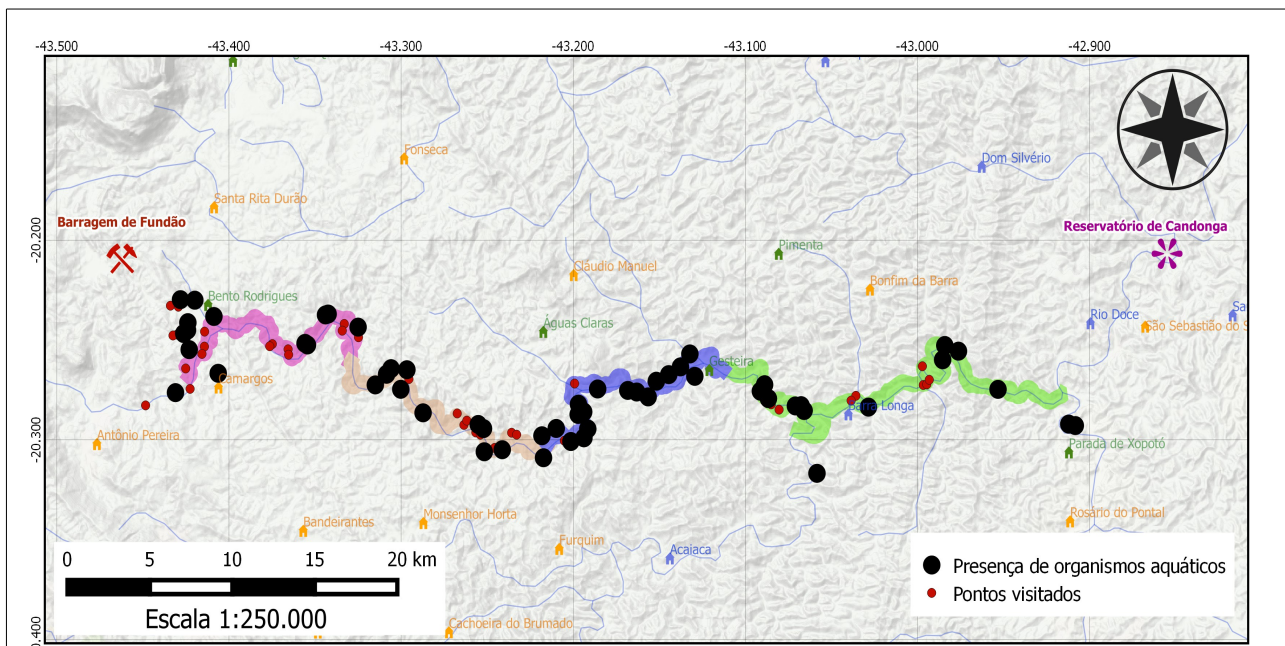 -43.500 -43.400 -43.300 -43.200 -43.100 -43.000 -42.900
Fonseca
Dom Silvério
Santa Rita Durão
Barragem de Fundão
Reservatório de Candonga
-20.200
Pimenta
Cláudio Manuel
Bonfim da Barra
Bento Rodrigues
Rio Doce
São Sebastião do S
Águas Claras
Gesteira
Camargos
Barra Longa
Antônio Pereira
-20.300
Parada de Xopotó
Monsenhor Horta
Rosário do Pontal
Bandeirantes
Furquim
Acaiaca
0 5 10 15 20 km
Escala 1:250.000
Presença de organismos aquáticos
Pontos visitados
Cachoeira do Brumado